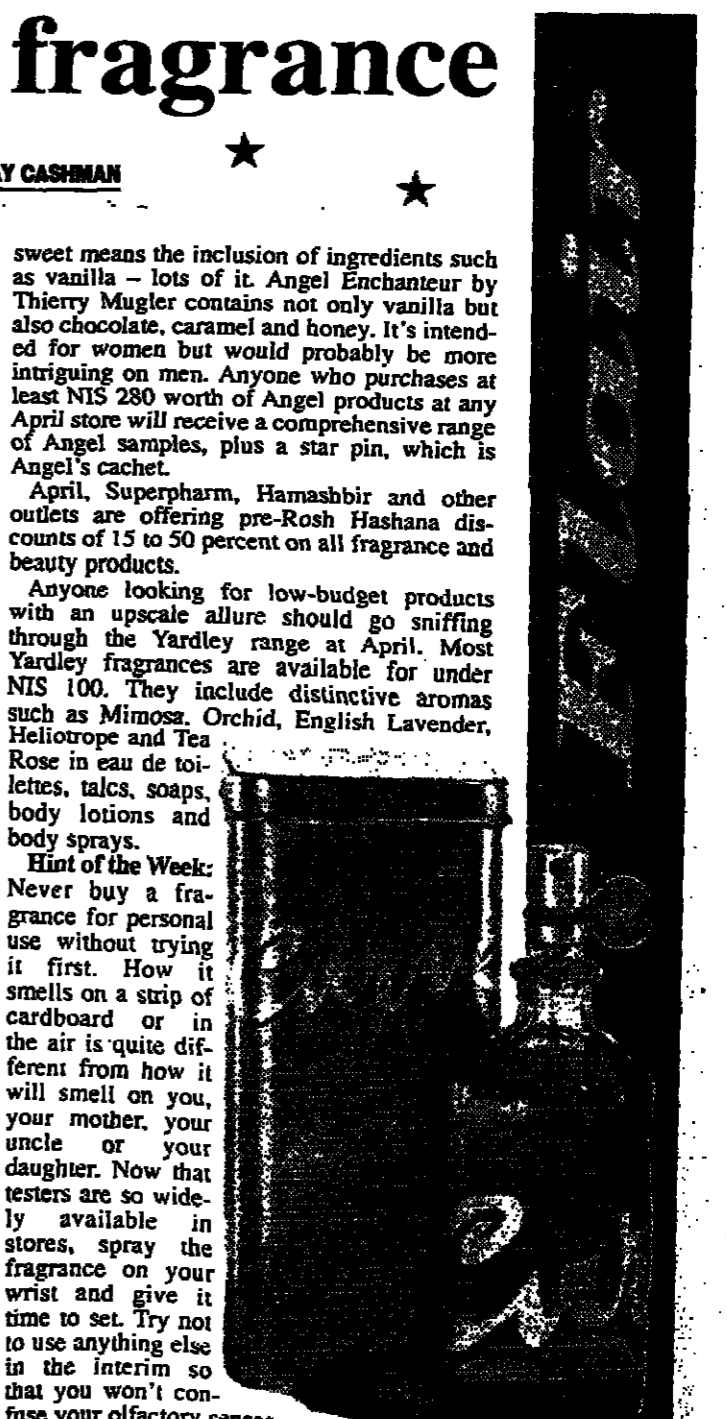 fragrance
AY CASHMAN
sweet means the inclusion of ingredients such
as vanilla – lots of it. Angel Enchanteur by
Thierry Mugler contains not only vanilla but
also chocolate, caramel and honey. It's intend-
ed for women but would probably be more
intriguing on men. Anyone who purchases at
least NIS 280 worth of Angel products at any
April store will receive a comprehensive range
of Angel samples, plus a star pin, which is
Angel's cachet.
April, Superpharm, Hamashbir and other
outlets are offering pre-Rosh Hashana dis-
counts of 15 to 50 percent on all fragrance and
beauty products.
Anyone looking for low-budget products
with an upscale allure should go sniffing
through the Yardley range at April. Most
Yardley fragrances are available for under
NIS 100. They include distinctive aromas
such as Mimosa, Orchid, English Lavender,
Heliotrope and Tea
Rose in eau de toi-
lettes, talcs, soaps,
body lotions and
body sprays.
Hint of the Week:
Never buy a fra-
grance for personal
use without trying
it first. How it
smells on a strip of
cardboard or in
the air is quite dif-
ferent from how it
will smell on you,
your mother, your
uncle or your
daughter. Now that
testers are so wide-
ly available in
stores, spray the
fragrance on your
wrist and give it
time to set. Try not
to use anything else
in the interim so
that you won't con-
fuse your olfactory senses